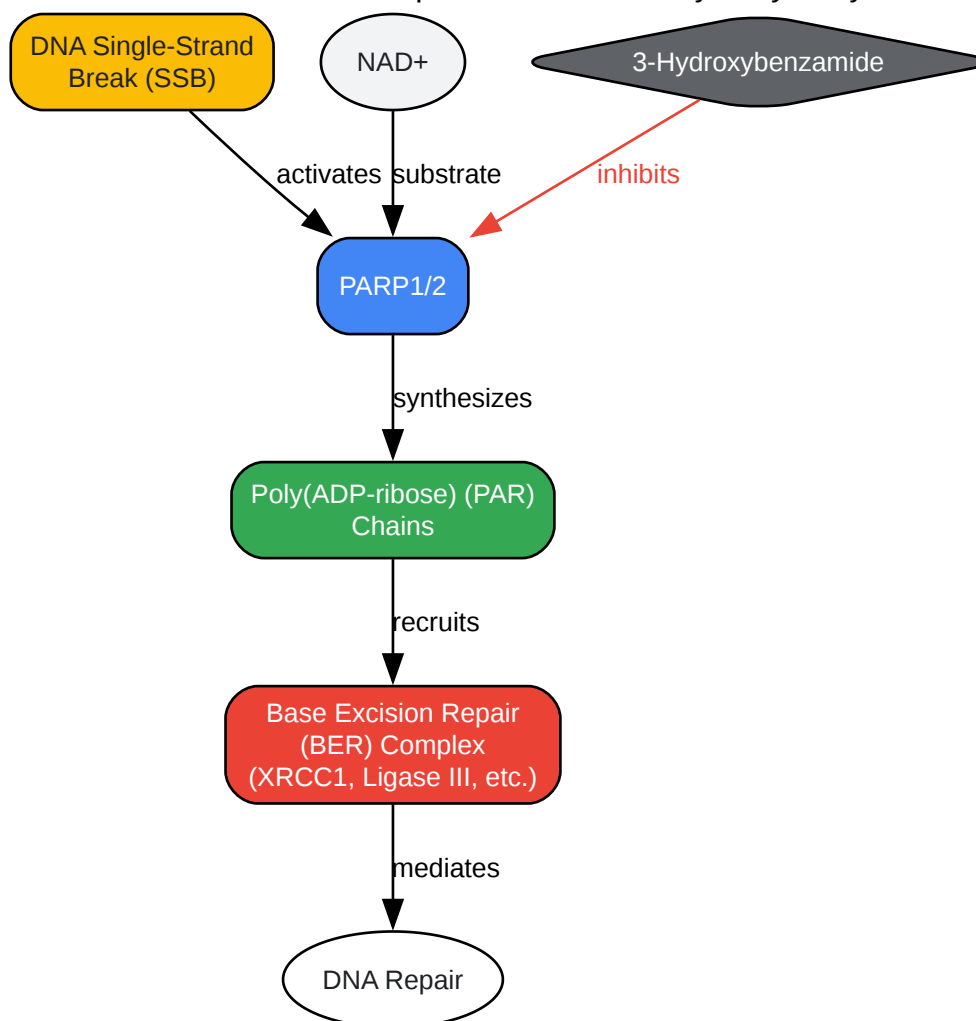 DNA Single-Strand
Break (SSB)
NAD+
3-Hydroxybenzamide
activates
substrate
inhibits
PARP1/2
synthesizes
Poly(ADP-ribose) (PAR)
Chains
recruits
Base Excision Repair
(BER) Complex
(XRCC1, Ligase III, etc.)
mediates
DNA Repair